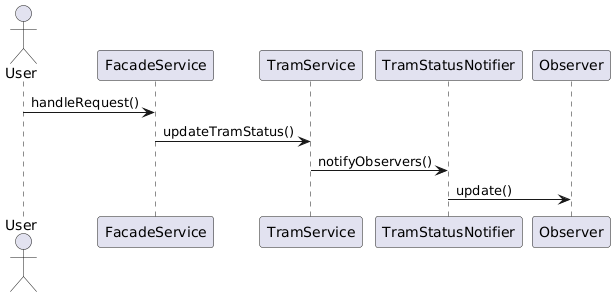 User
FacadeService
TramService
TramStatusNotifier
Observer
handleRequest()
updateTramStatus()
notifyObservers()
update()
User
FacadeService
TramService
TramStatusNotifier
Observer